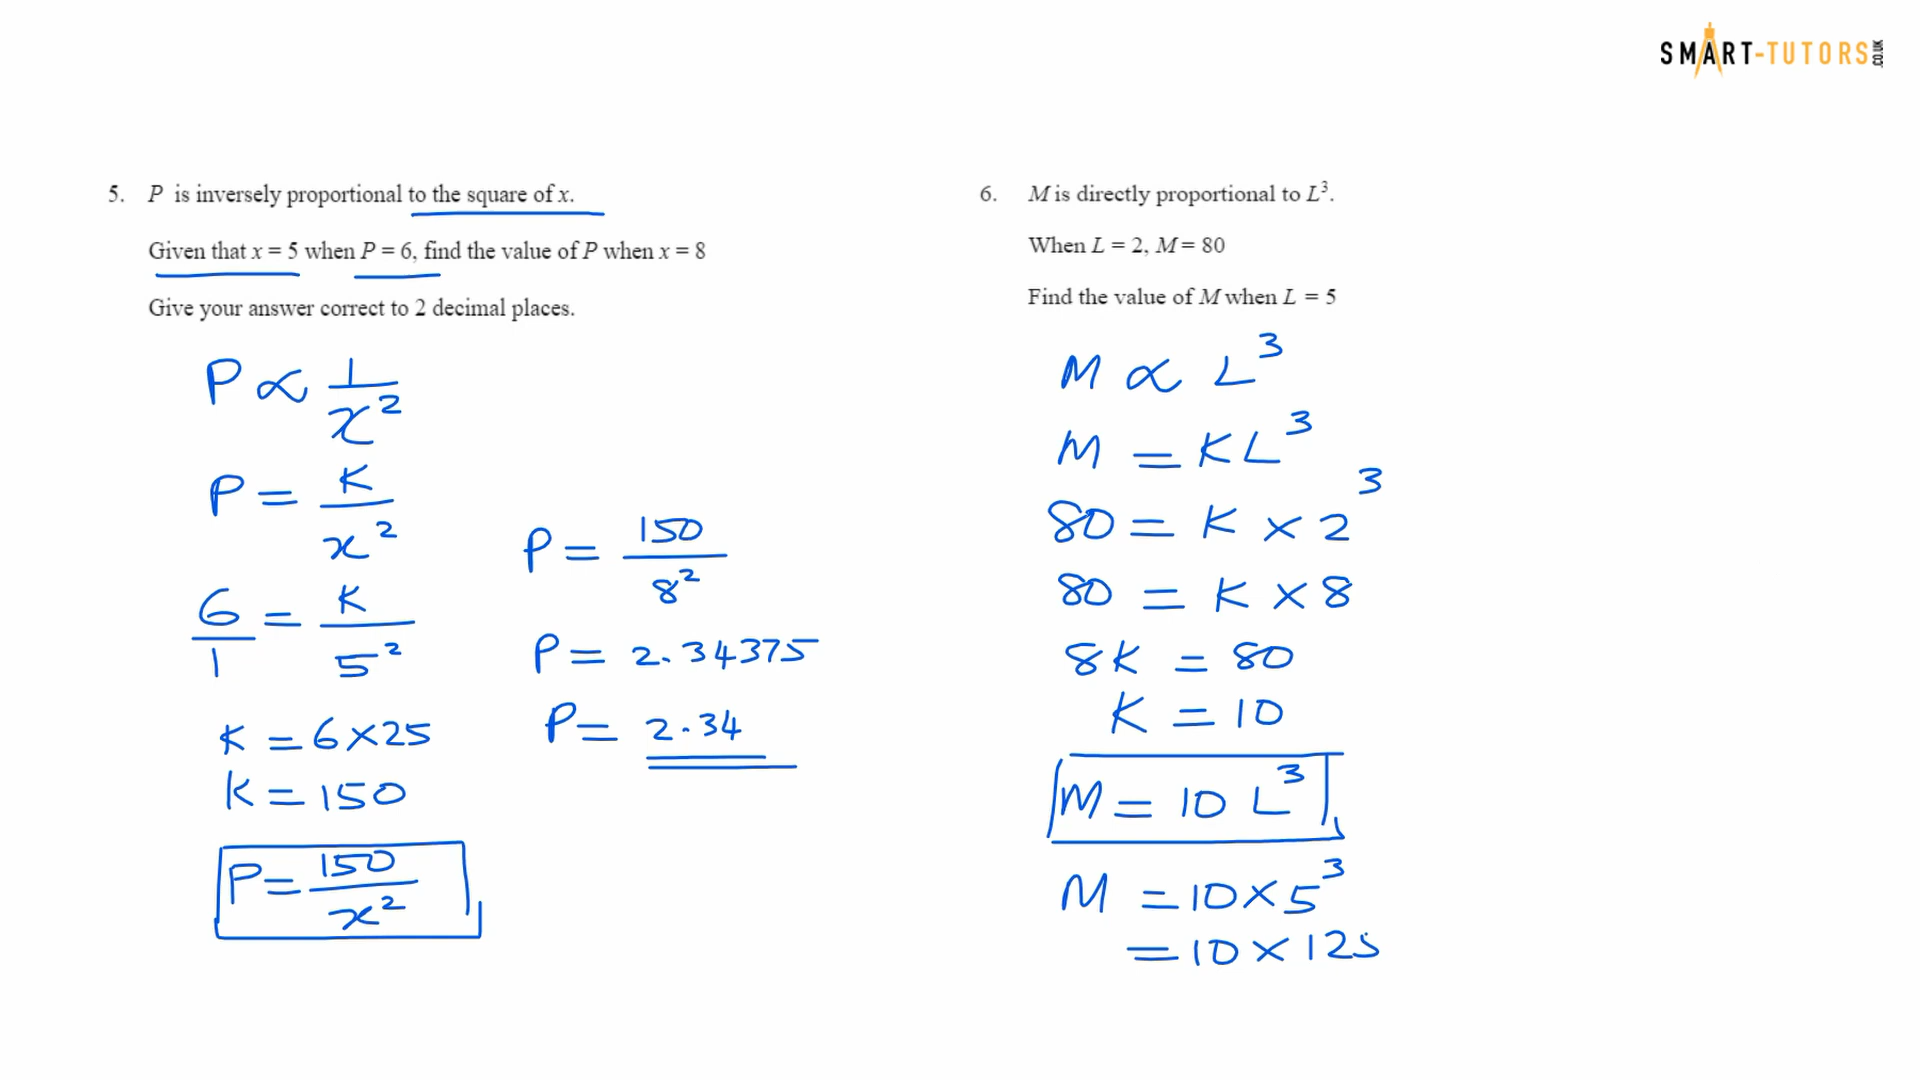 SMART-TUTORS.CO.UK
5. P is inversely proportional to the square of x.
Given that x = 5 when P = 6, find the value of P when x = 8
Give your answer correct to 2 decimal places.
P ∝ 1/x²
P = K/x²
6/1 = K/5²
K = 6×25
K = 150
P = 150/x²
P = 150/8²
P = 2.34375
P = 2.34
6. M is directly proportional to L³.
When L = 2, M = 80
Find the value of M when L = 5
M ∝ L³
M = KL³
80 = K × 2³
80 = K × 8
8K = 80
K = 10
M = 10 L³
M = 10×5³
= 10 × 125